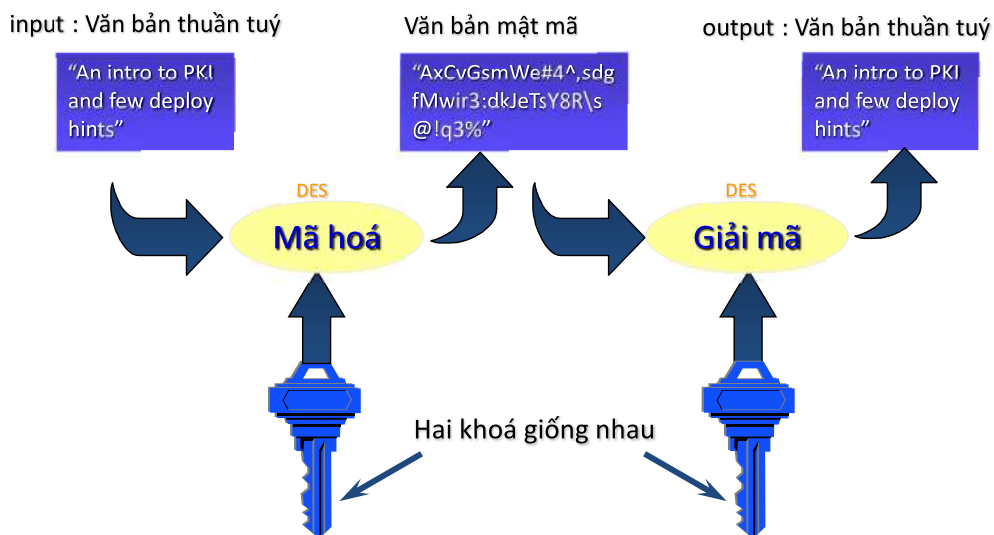 input : Văn bản thuần tuý
Văn bản mật mã
output : Văn bản thuần tuý
“An intro to PKI
and few deploy
hints”
“AxCvGsmWe#4^,sdg
fMwir3:dkJeTsY8R\s
@!q3%”
“An intro to PKI
and few deploy
hints”
DES
Mã hoá
DES
Giải mã
Hai khoá giống nhau